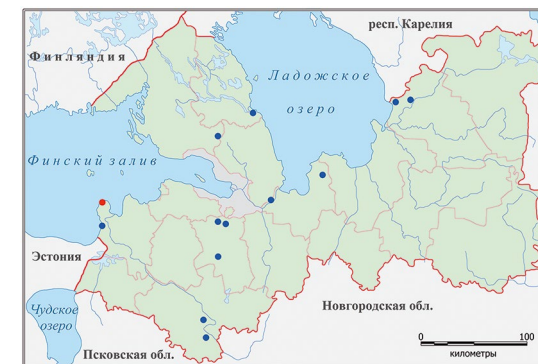 респ. Карелия
Финляндия
Ладожское
озеро
Финский залив
Эстония
Чудское
озеро
Новгородская обл.
Псковская обл.
0 100
километры